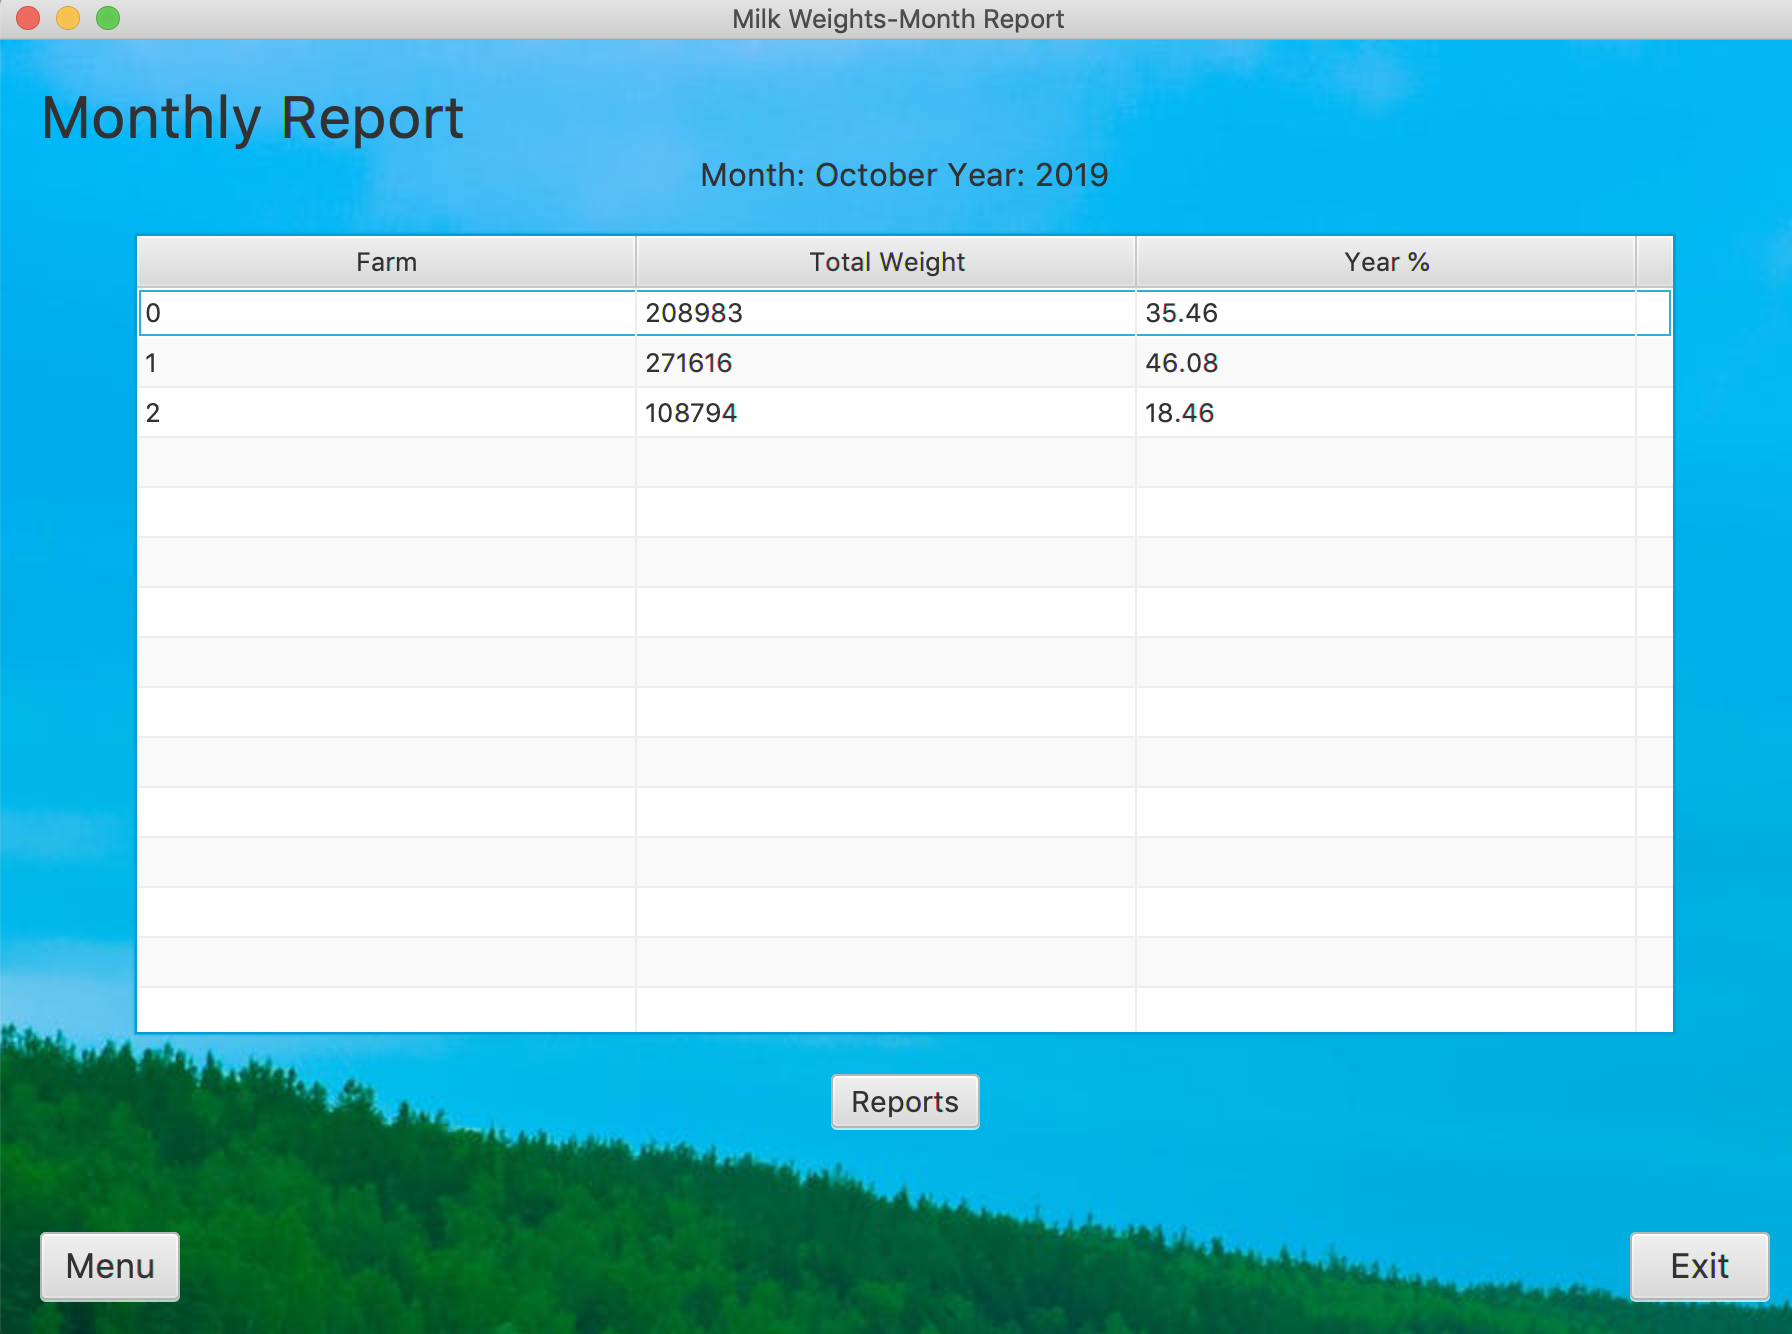 Milk Weights-Month Report
Monthly Report
Month: October Year: 2019
Farm Total Weight Year %
0 208983 35.46
1 271616 46.08
2 108794 18.46
Reports
Menu Exit